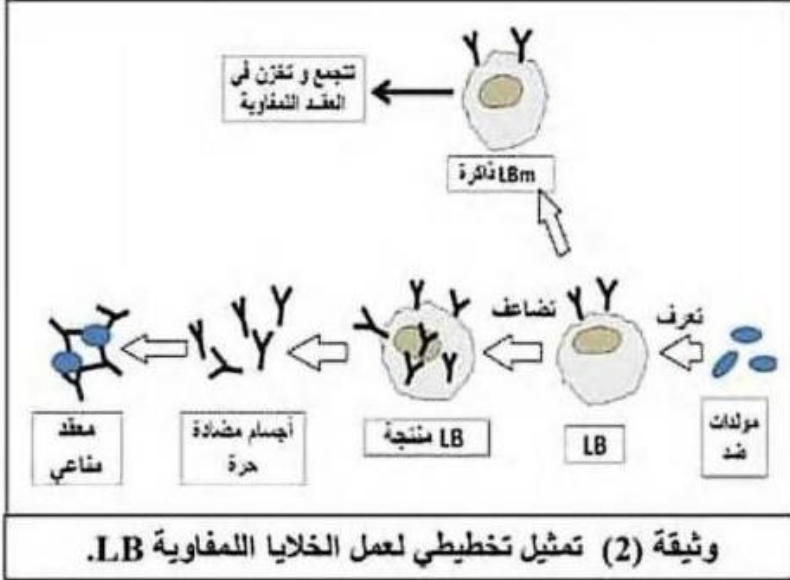 تتجمع و تخزن في
العقد اللمفاوية
LBm ذاكرة
تضاعف
تعرف
معقد
مناعي
أجسام مضادة
حرة
LB منتجة
LB
مولدات
ضد
وثيقة (2) تمثيل تخطيطي لعمل الخلايا اللمفاوية LB.